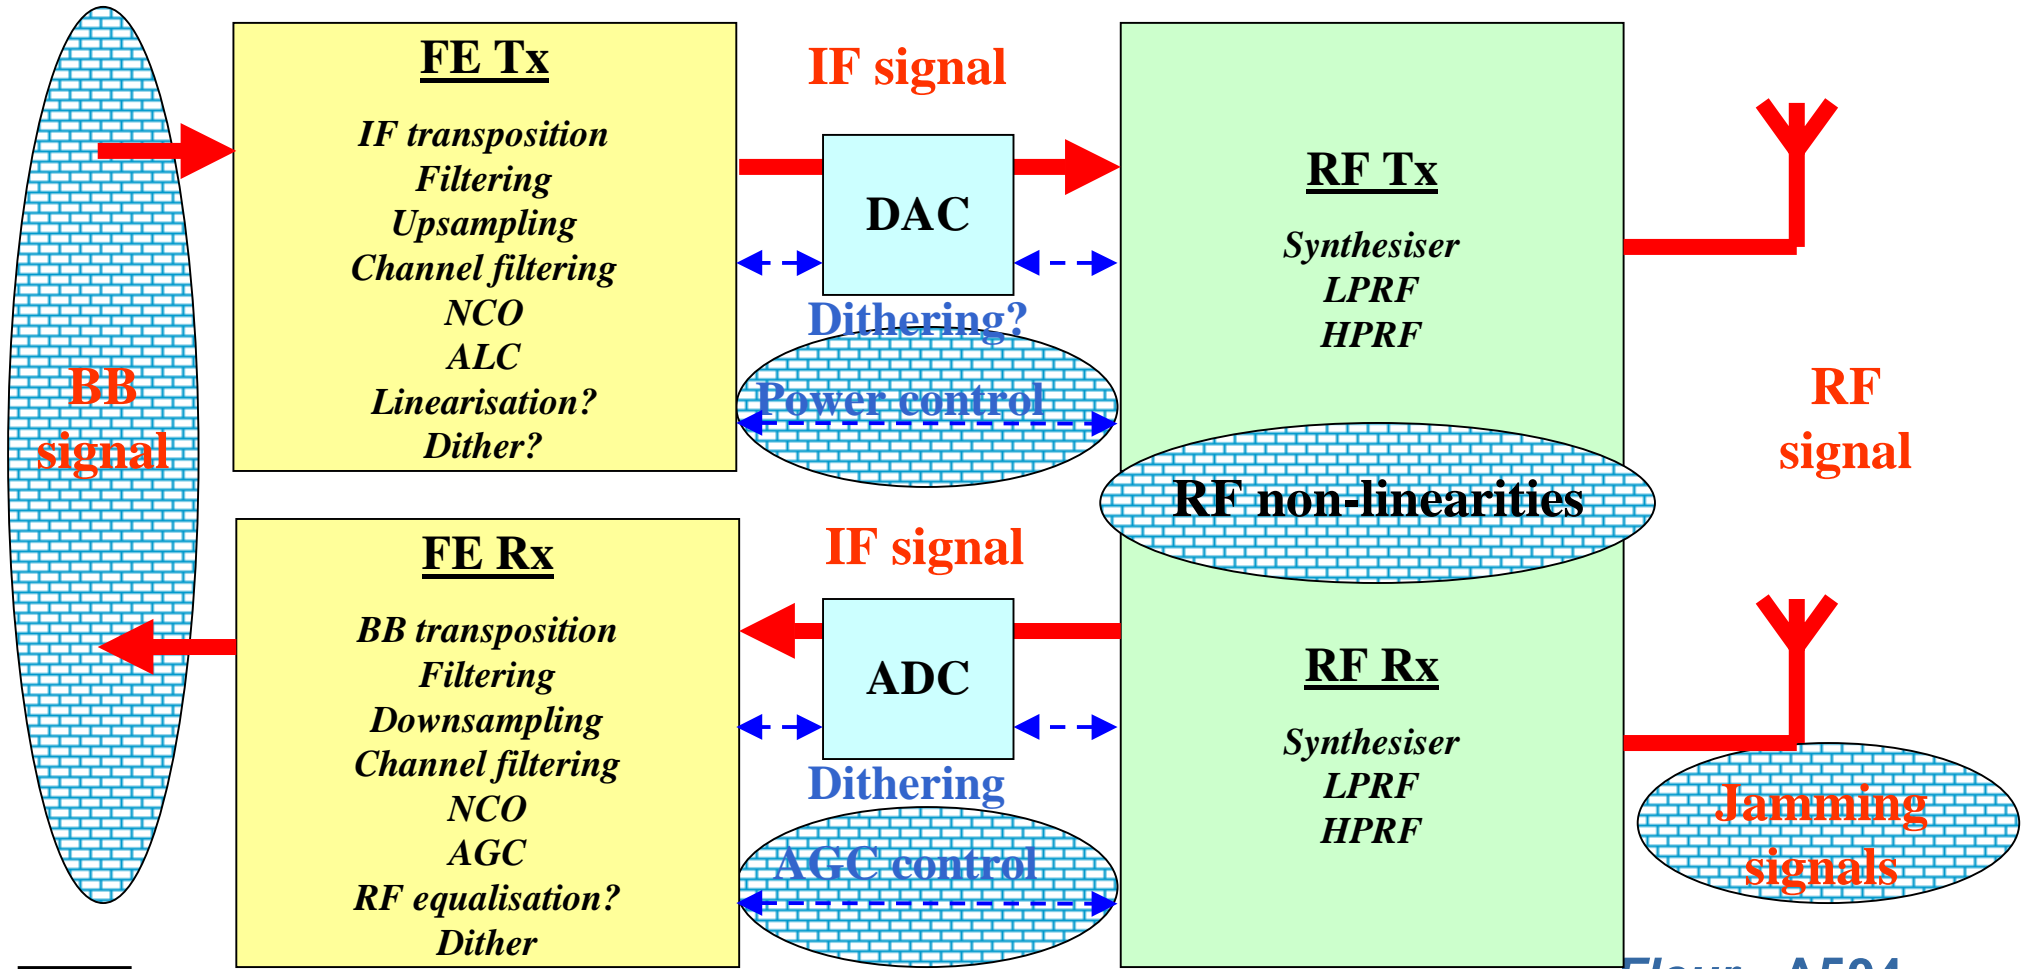 FE Tx
IF transposition
Filtering
Upsampling
Channel filtering
NCO
ALC
Linearisation?
Dither?
IF signal
DAC
Dithering?
Power control
RF Tx
Synthesiser
LPRF
HPRF
BB
signal
RF
signal
RF non-linearities
FE Rx
BB transposition
Filtering
Downsampling
Channel filtering
NCO
AGC
RF equalisation?
Dither
IF signal
ADC
Dithering
AGC control
RF Rx
Synthesiser
LPRF
HPRF
Jamming
signals